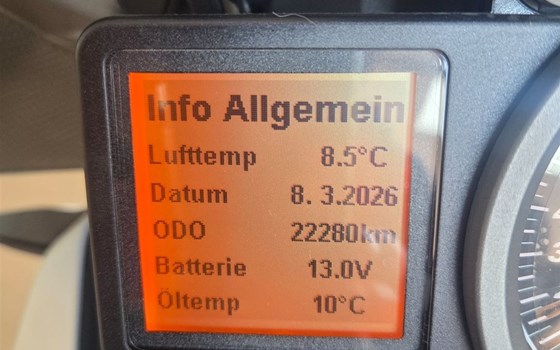 Info Allgemein
Lufttemp 8.5°C
Datum 8. 3.2026
ODO 22280km
Batterie 13.0V
Öltemp 10°C